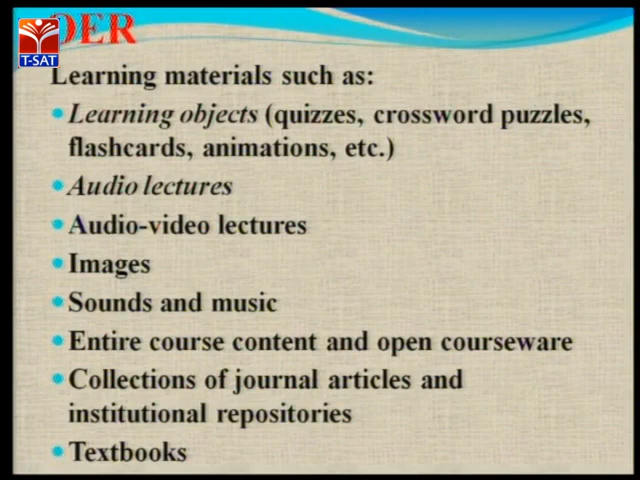 OER
T-SAT
Learning materials such as:
Learning objects (quizzes, crossword puzzles,
flashcards, animations, etc.)
Audio lectures
Audio-video lectures
Images
Sounds and music
Entire course content and open courseware
Collections of journal articles and
institutional repositories
Textbooks